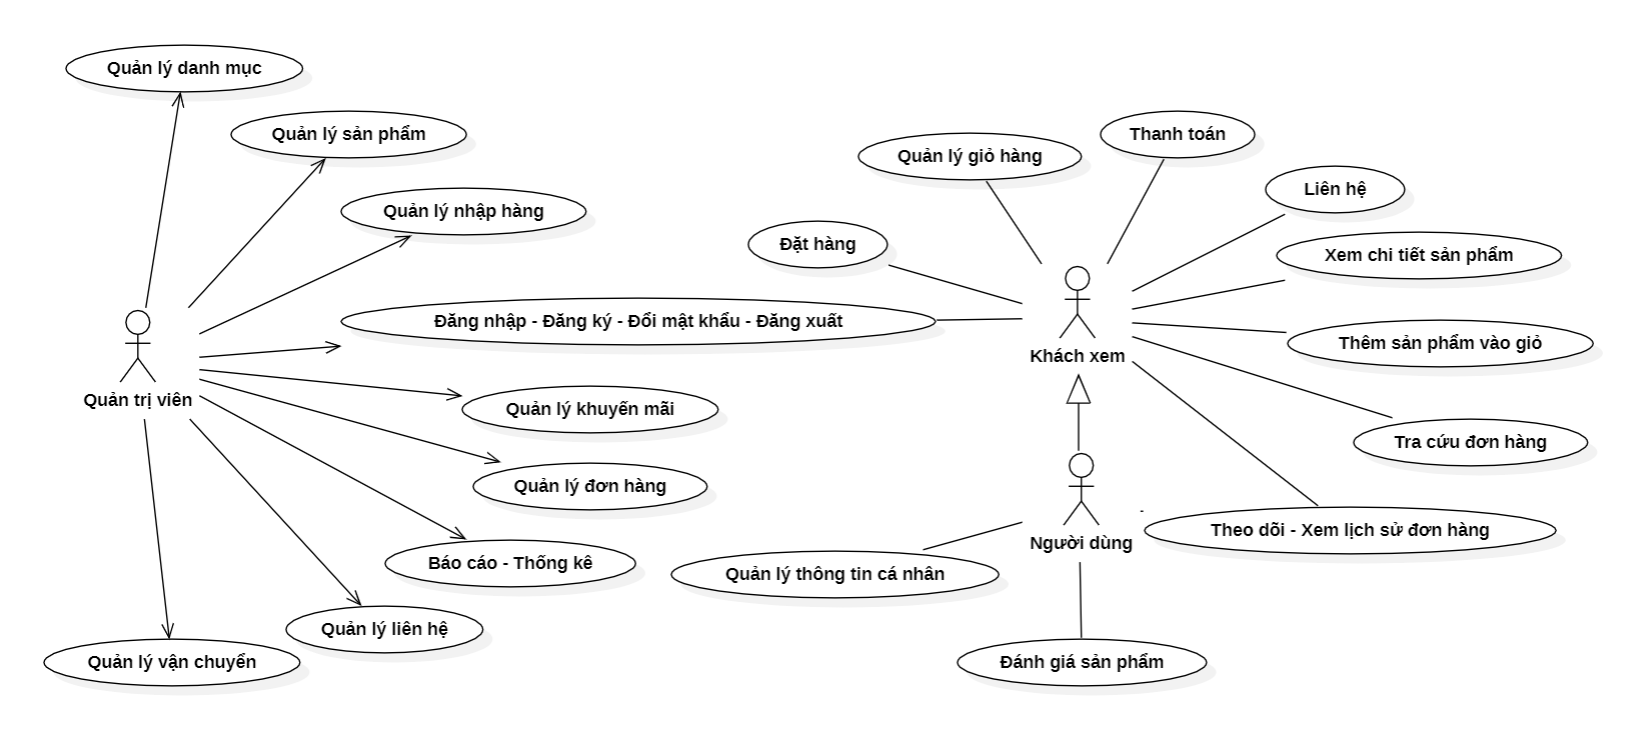 Quản lý danh mục
Quản lý sản phẩm
Quản lý nhập hàng
Quản trị viên
Đăng nhập - Đăng ký - Đổi mật khẩu - Đăng xuất
Quản lý khuyến mãi
Quản lý đơn hàng
Báo cáo - Thống kê
Quản lý liên hệ
Quản lý vận chuyển
Quản lý giỏ hàng
Thanh toán
Đặt hàng
Liên hệ
Xem chi tiết sản phẩm
Khách xem
Thêm sản phẩm vào giỏ
Tra cứu đơn hàng
Theo dõi - Xem lịch sử đơn hàng
Người dùng
Quản lý thông tin cá nhân
Đánh giá sản phẩm